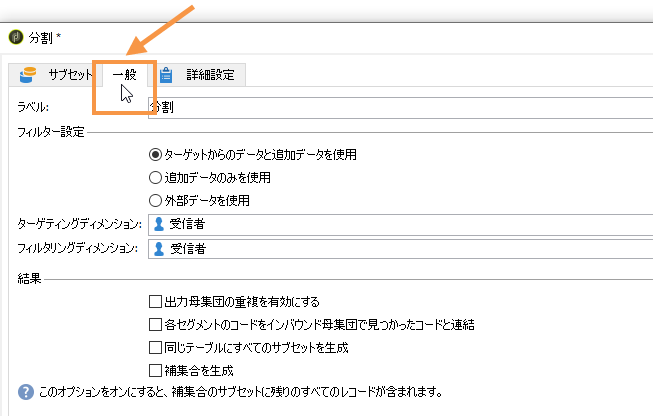 分割 *
サブセット 一般 詳細設定
ラベル: 分割
フィルター設定
ターゲットからのデータと追加データを使用
追加データのみを使用
外部データを使用
ターゲティングディメンション: 受信者
フィルタリングディメンション: 受信者
結果
出力母集団の重複を有効にする
各セグメントのコードをインバウンド母集団で見つかったコードと連結
同じテーブルにすべてのサブセットを生成
補集合を生成
このオプションをオンにすると、補集合のサブセットに残りのすべてのレコードが含まれます。